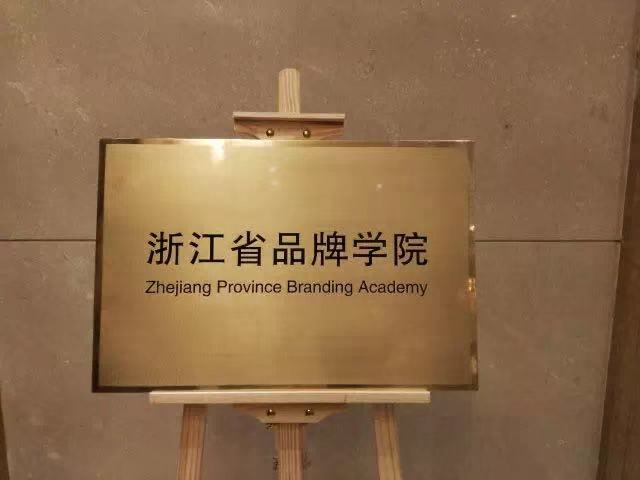 浙江省品牌学院
Zhejiang Province Branding Academy